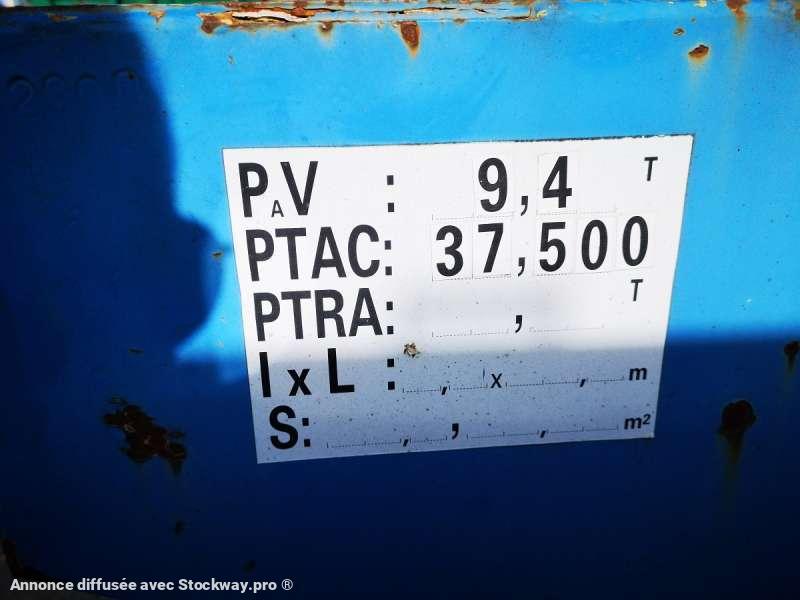 PAV : 9,4 T
PTAC: 37,500
PTRA: , T
l x L : , x , m
S: , , , m²
Annonce diffusée avec Stockway.pro ®